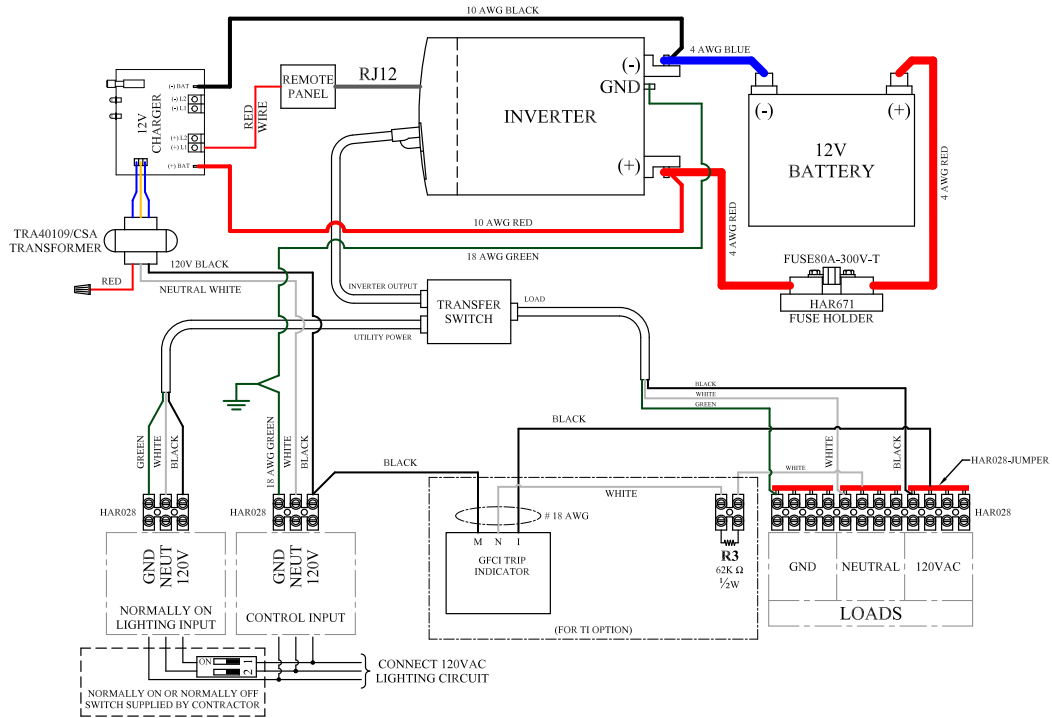 10 AWG BLACK
4 AWG BLUE
(-) BAT
(-) L2
(-) L1
12V
CHARGER
(+) L2
(+) L1
(+) BAT
RED
WIRE
REMOTE
PANEL
RJ12
INVERTER
(-)
GND
(+)
(-)
(+)
12V
BATTERY
4 AWG RED
4 AWG RED
TRA40109/CSA
TRANSFORMER
10 AWG RED
18 AWG GREEN
120V BLACK
RED
NEUTRAL WHITE
FUSE80A-300V-T
HAR671
FUSE HOLDER
INVERTER OUTPUT
TRANSFER
SWITCH
LOAD
UTILITY POWER
BLACK
WHITE
GREEN
GREEN
WHITE
BLACK
18 AWG GREEN
WHITE
BLACK
BLACK
BLACK
WHITE
BLACK
WHITE
HAR028-JUMPER
HAR028
HAR028
WHITE
# 18 AWG
HAR028
M N I
GFCI TRIP
INDICATOR
R3
62K Ω
½W
(FOR TI OPTION)
GND
NEUTRAL
120VAC
LOADS
GND
NEUT
120V
NORMALLY ON
LIGHTING INPUT
GND
NEUT
120V
CONTROL INPUT
ON
1
2
CONNECT 120VAC
LIGHTING CIRCUIT
NORMALLY ON OR NORMALLY OFF
SWITCH SUPPLIED BY CONTRACTOR